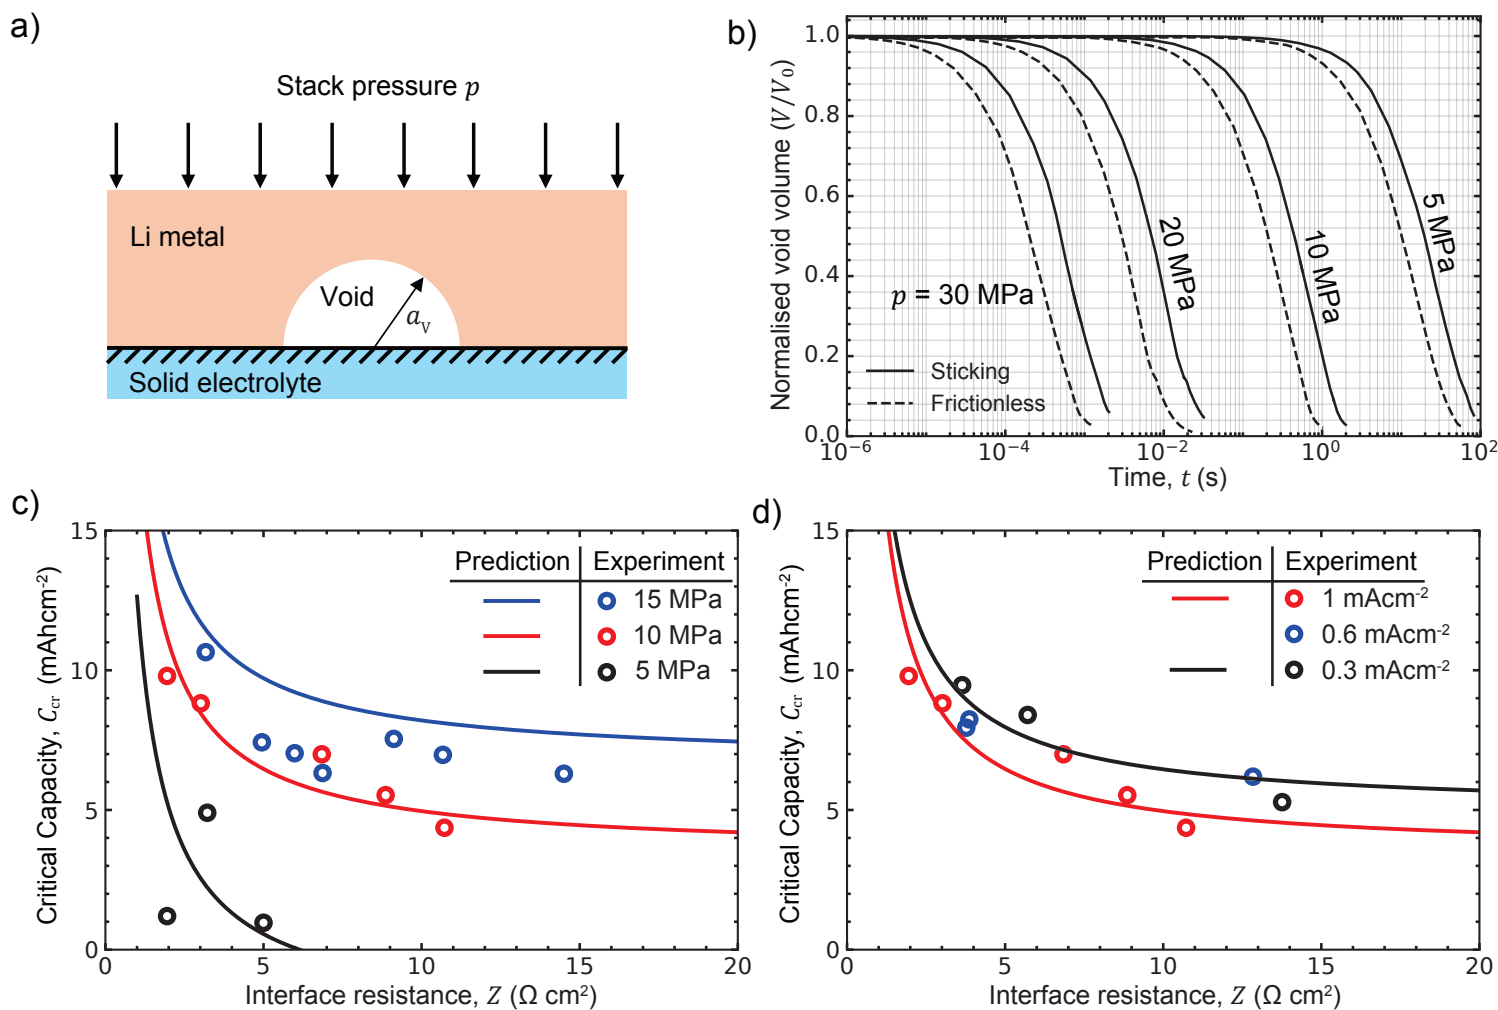 a)
Stack pressure p
Li metal
Void
a_V
Solid electrolyte
b)
Normalised void volume (V/V₀)
1.0
0.8
0.6
0.4
0.2
0.0
p = 30 MPa
20 MPa
10 MPa
5 MPa
Sticking
Frictionless
10⁻⁶ 10⁻⁴ 10⁻² 10⁰ 10²
Time, t (s)
c)
Critical Capacity, C_cr (mAhcm⁻²)
15
10
5
0
Prediction Experiment
15 MPa
10 MPa
5 MPa
0 5 10 15 20
Interface resistance, Z (Ω cm²)
d)
Critical Capacity, C_cr (mAhcm⁻²)
15
10
5
0
Prediction Experiment
1 mAcm⁻²
0.6 mAcm⁻²
0.3 mAcm⁻²
0 5 10 15 20
Interface resistance, Z (Ω cm²)